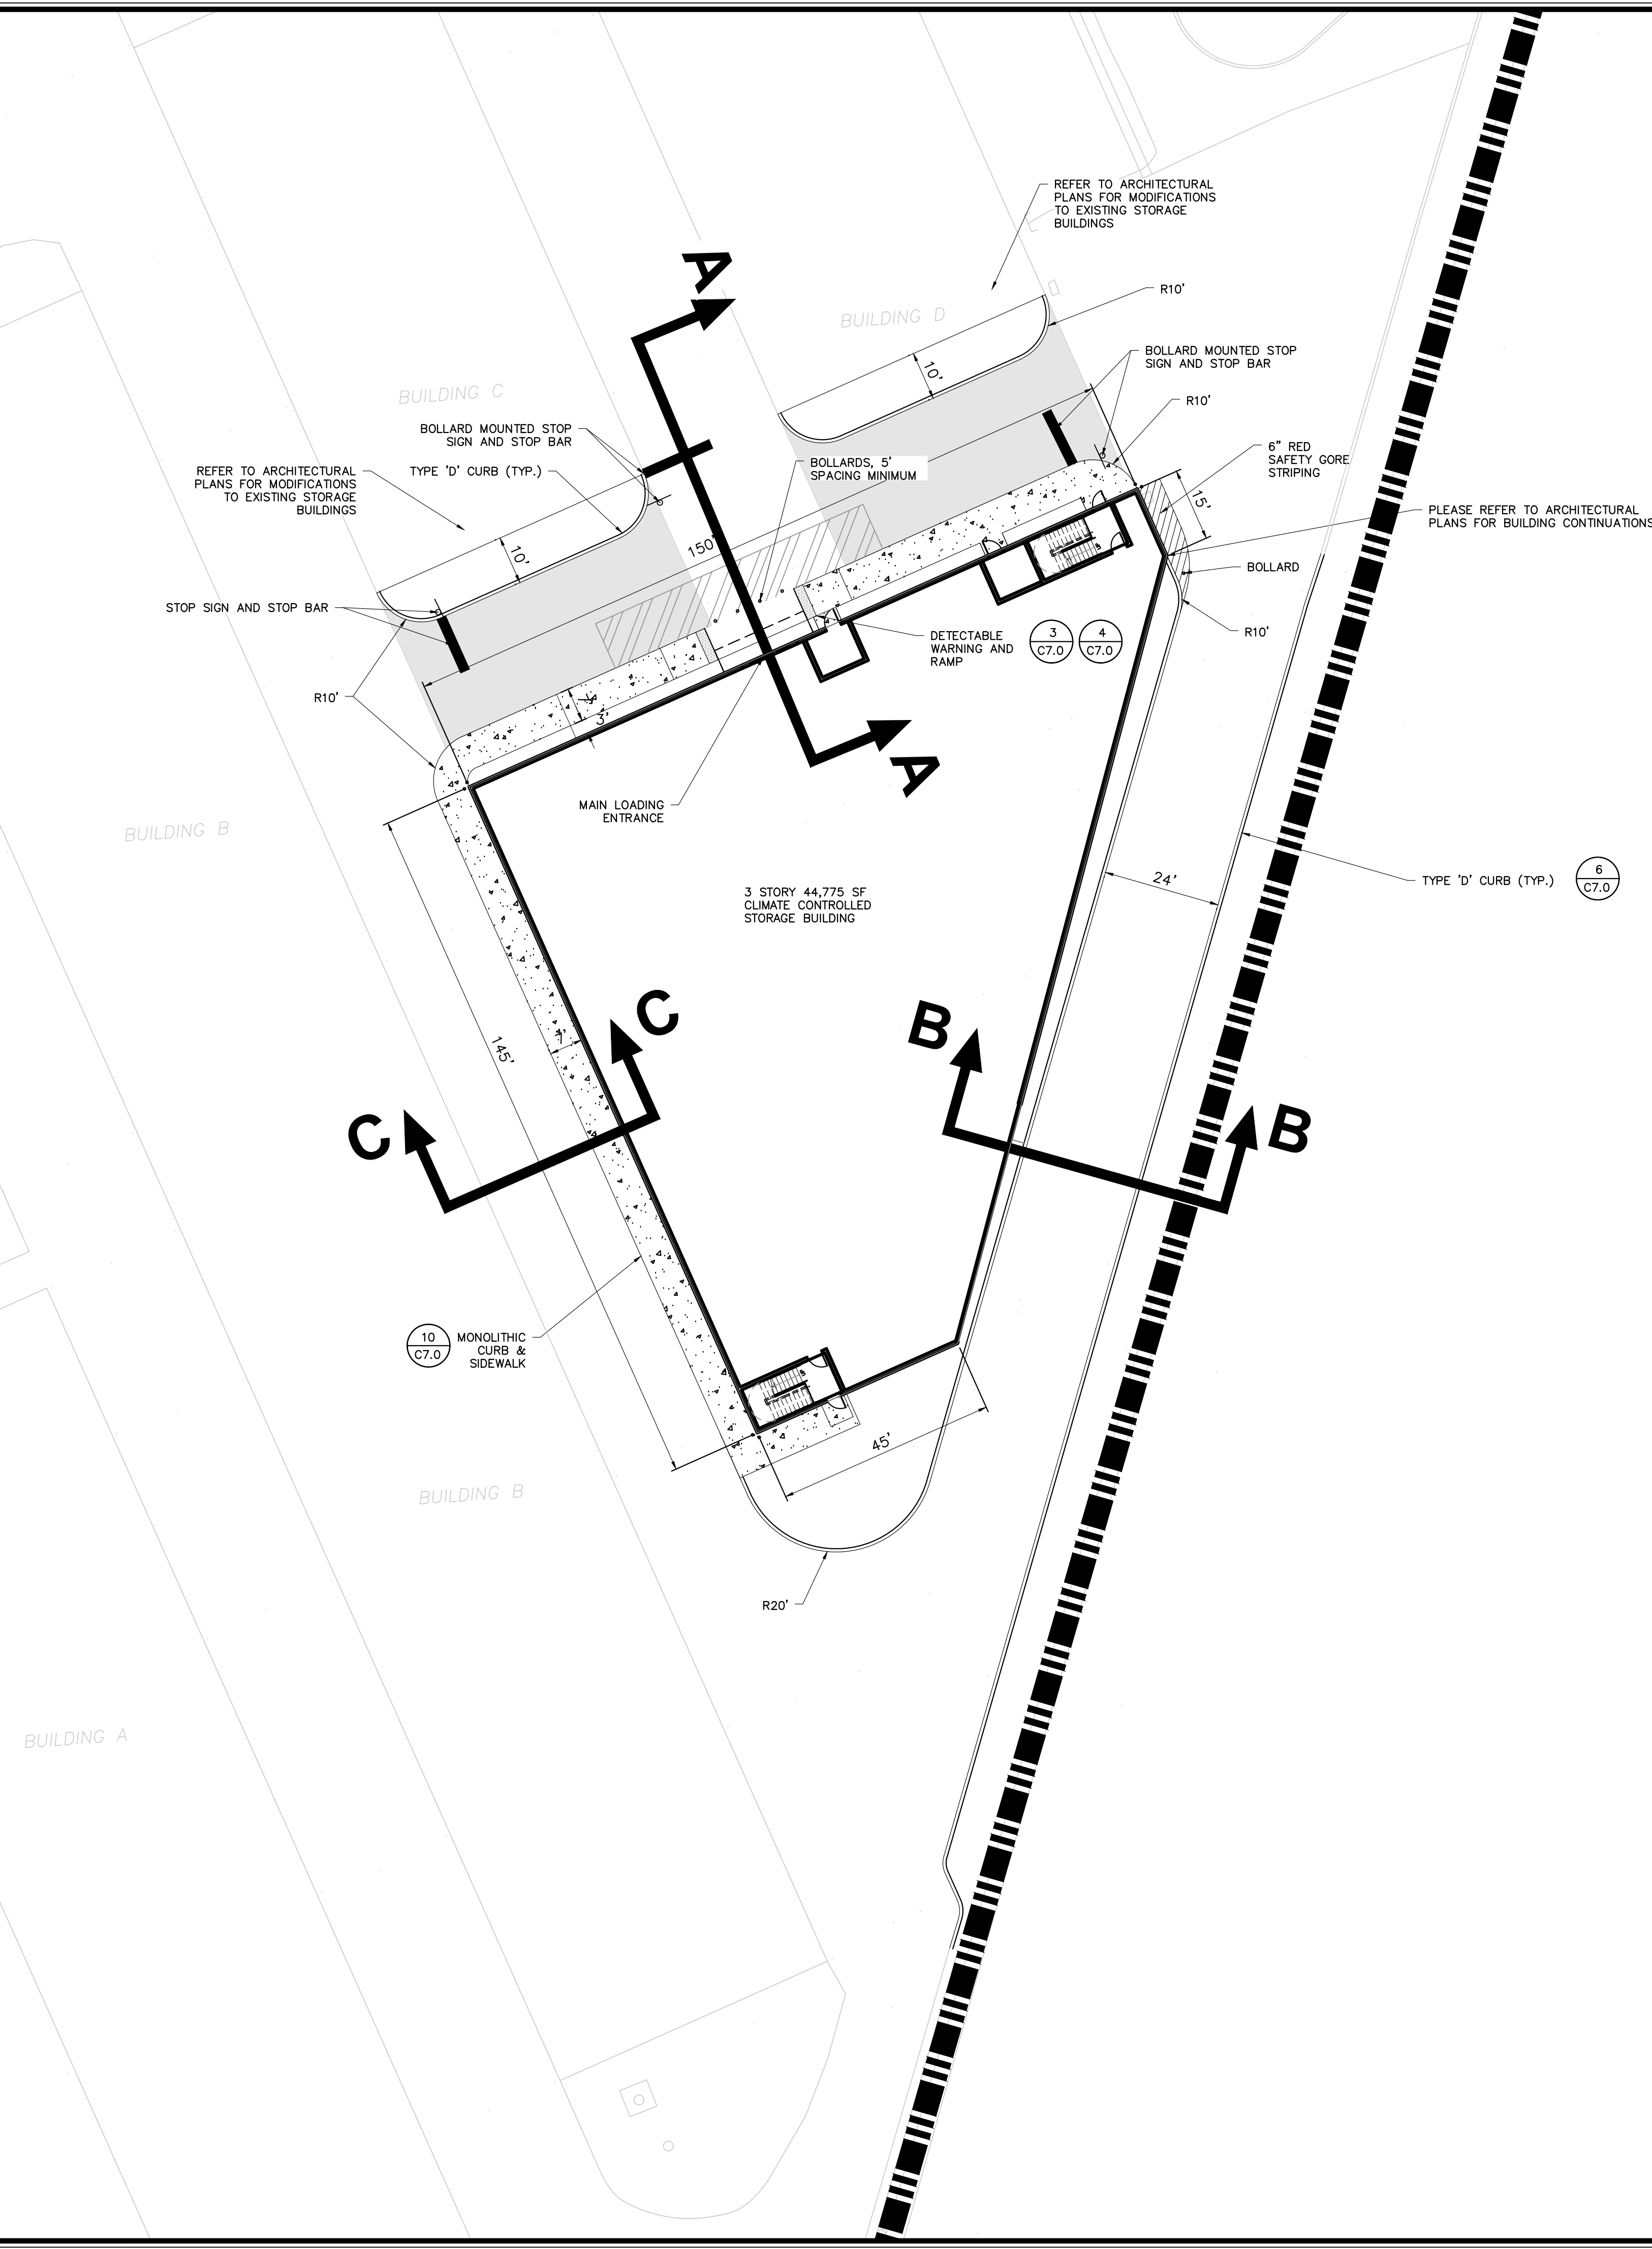 REFER TO ARCHITECTURAL
PLANS FOR MODIFICATIONS
TO EXISTING STORAGE
BUILDINGS
A
R10'
BUILDING D
BOLLARD MOUNTED STOP
SIGN AND STOP BAR
10'
BUILDING C
R10'
BOLLARD MOUNTED STOP
SIGN AND STOP BAR
6" RED
SAFETY GORE
STRIPING
BOLLARDS, 5'
SPACING MINIMUM
TYPE 'D' CURB (TYP.)
REFER TO ARCHITECTURAL
PLANS FOR MODIFICATIONS
TO EXISTING STORAGE
BUILDINGS
15'
PLEASE REFER TO ARCHITECTURAL
PLANS FOR BUILDING CONTINUATIONS
150'
10'
BOLLARD
STOP SIGN AND STOP BAR
DETECTABLE
WARNING AND
RAMP
3
C7.0
4
C7.0
R10'
R10'
3'
A
MAIN LOADING
ENTRANCE
BUILDING B
24'
TYPE 'D' CURB (TYP.)
6
C7.0
3 STORY 44,775 SF
CLIMATE CONTROLLED
STORAGE BUILDING
C
B
7'
145'
C
B
10
C7.0
MONOLITHIC
CURB &
SIDEWALK
45'
BUILDING B
R20'
BUILDING A